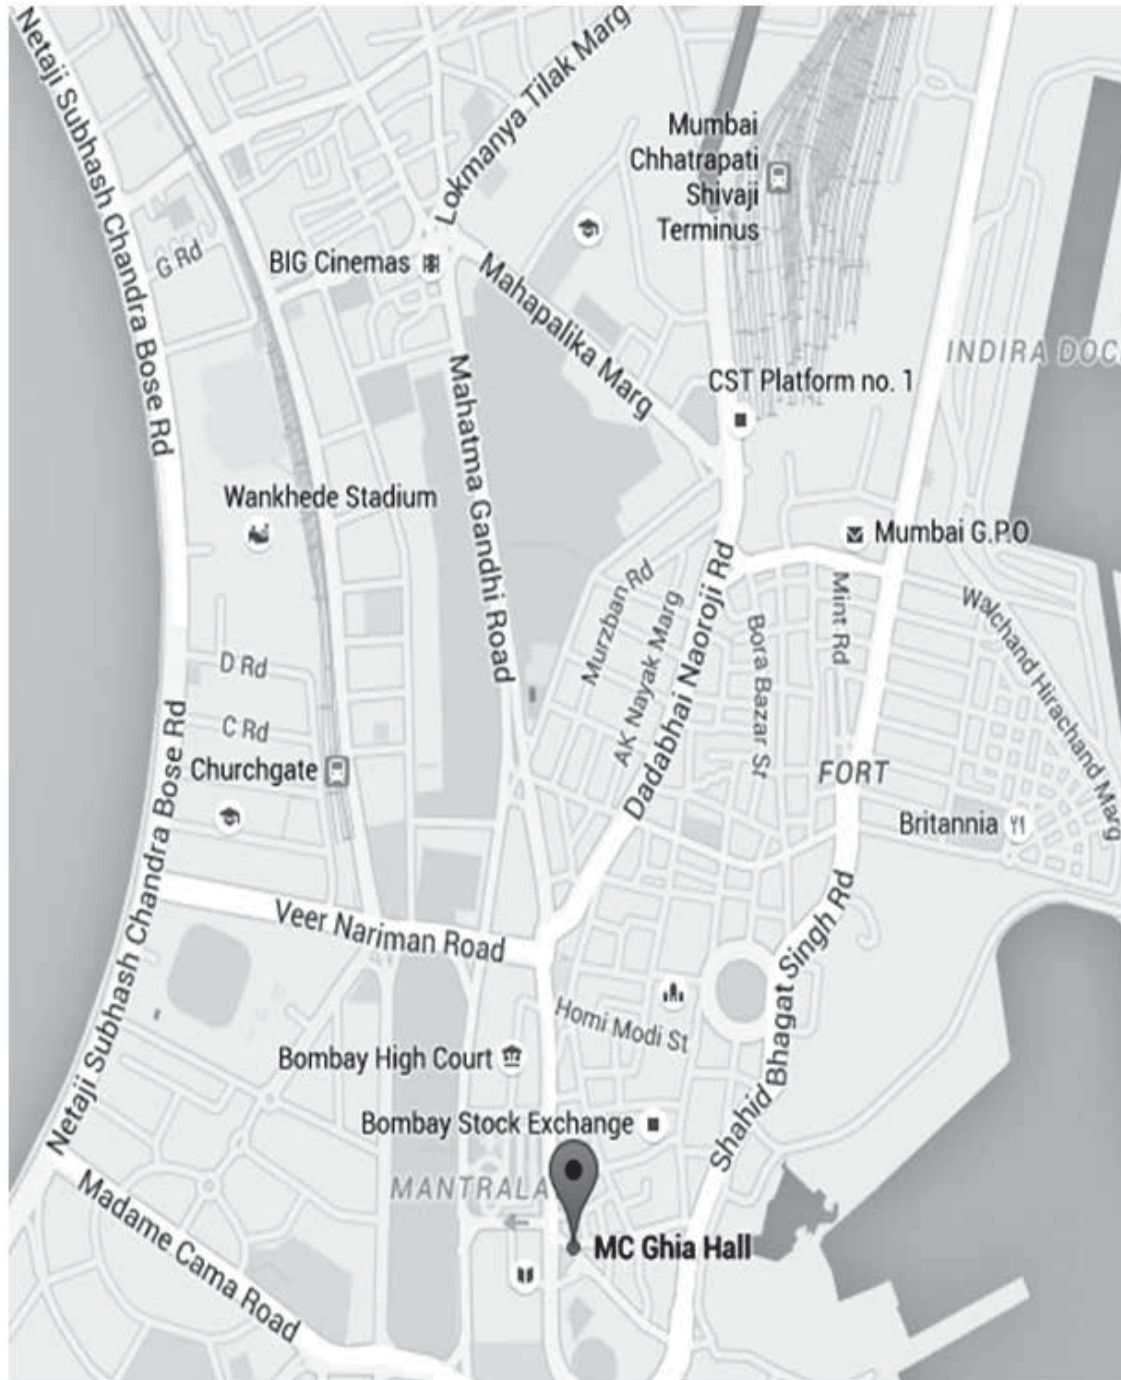 Netaji Subhash Chandra Bose Rd
Lokmanya Tilak Marg
Mumbai
Chhatrapati
Shivaji
Terminus
G Rd
BIG Cinemas
Mahapalika Marg
INDIRA DOC
CST Platform no. 1
Mahatma Gandhi Road
Wankhede Stadium
Mumbai G.P.O
Murzban Rd
AK Nayak Marg
Dadabhai Naoroji Rd
Bora Bazar St
Mint Rd
Walchand Hirachand Marg
D Rd
C Rd
Churchgate
FORT
Britannia
Netaji Subhash Chandra Bose Rd
Veer Nariman Road
Shahid Bhagat Singh Rd
Homi Modi St
Bombay High Court
Bombay Stock Exchange
MANTRALA
Madame Cama Road
MC Ghia Hall